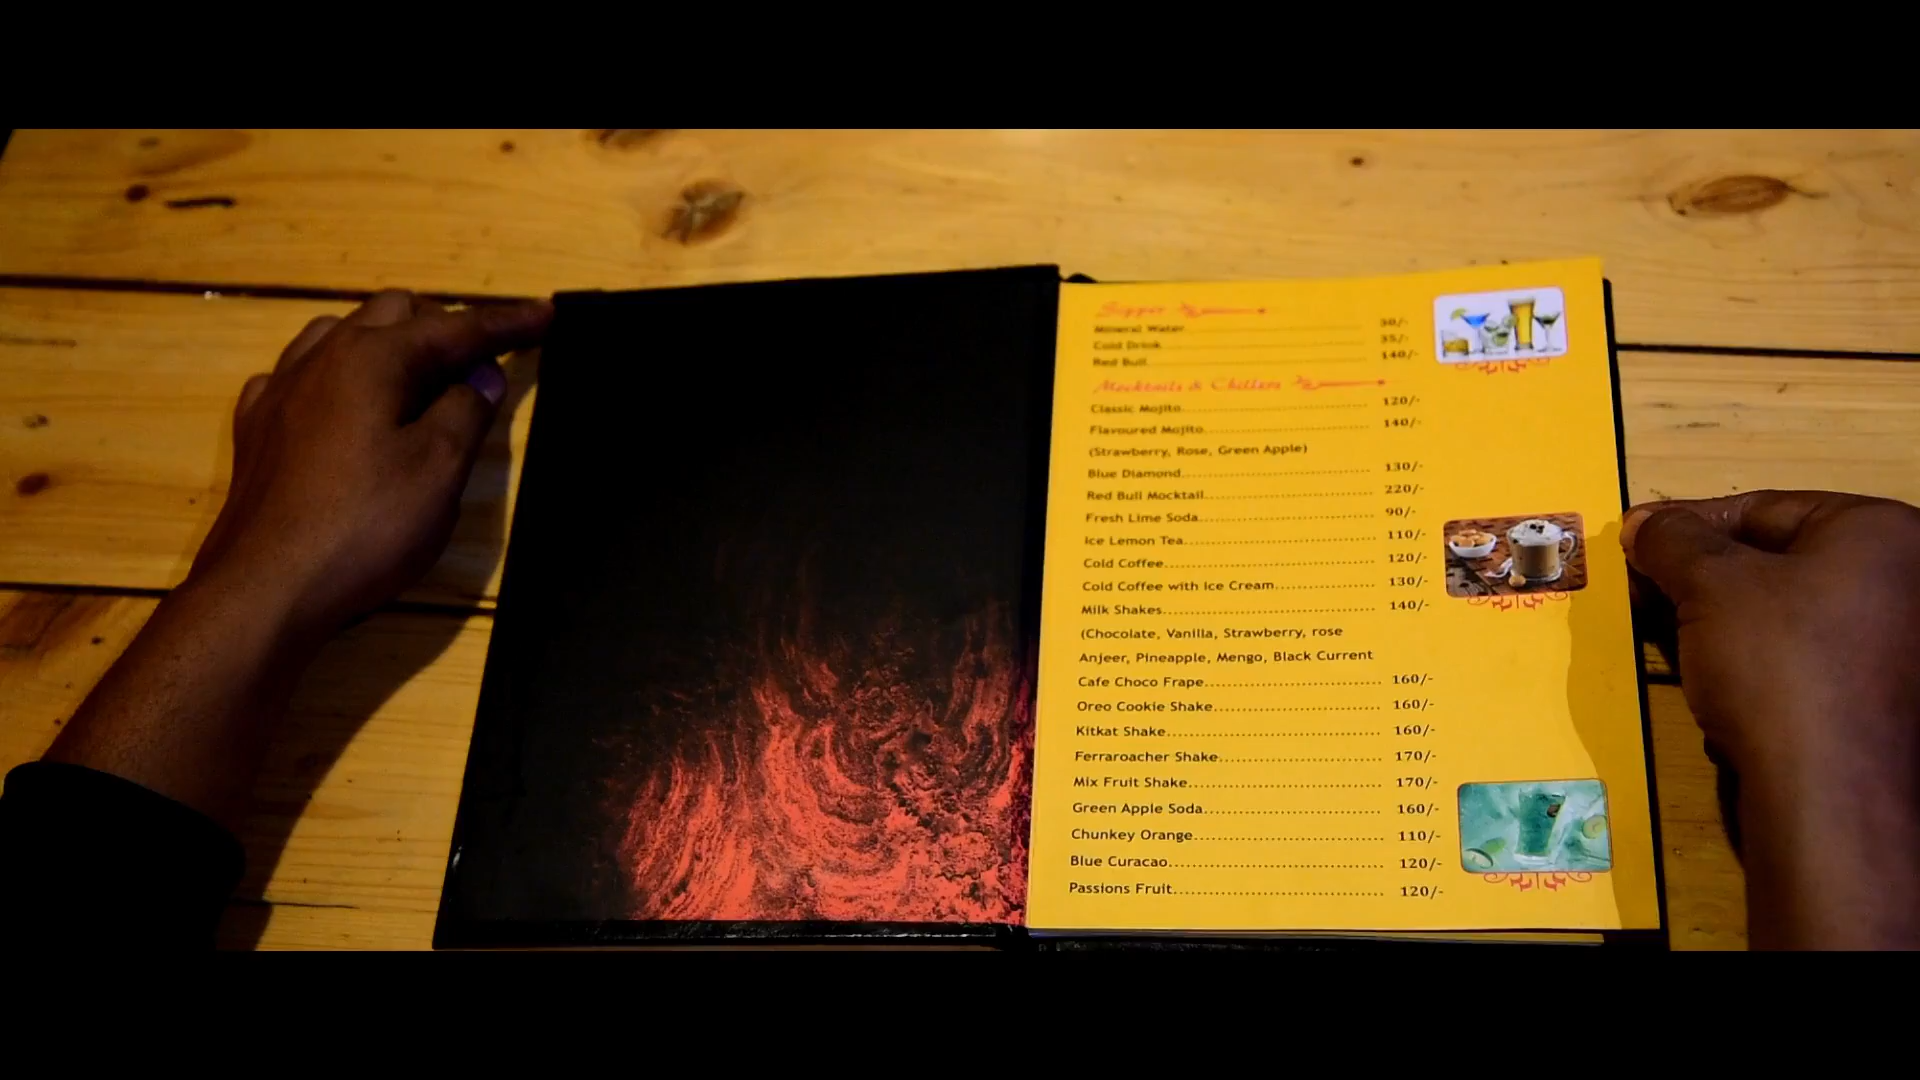 Sipper
Mineral Water.......... 30/-
Cold Drink.......... 35/-
Red Bull.......... 140/-
Mocktails & Chillers
Classic Mojito.......... 120/-
Flavoured Mojito.......... 140/-
(Strawberry, Rose, Green Apple)
Blue Diamond.......... 130/-
Red Bull Mocktail.......... 220/-
Fresh Lime Soda.......... 90/-
Ice Lemon Tea.......... 110/-
Cold Coffee.......... 120/-
Cold Coffee with Ice Cream.......... 130/-
Milk Shakes.......... 140/-
(Chocolate, Vanilla, Strawberry, rose
Anjeer, Pineapple, Mengo, Black Current
Cafe Choco Frape.......... 160/-
Oreo Cookie Shake.......... 160/-
Kitkat Shake.......... 160/-
Ferraroacher Shake.......... 170/-
Mix Fruit Shake.......... 170/-
Green Apple Soda.......... 160/-
Chunkey Orange.......... 110/-
Blue Curacao.......... 120/-
Passions Fruit.......... 120/-